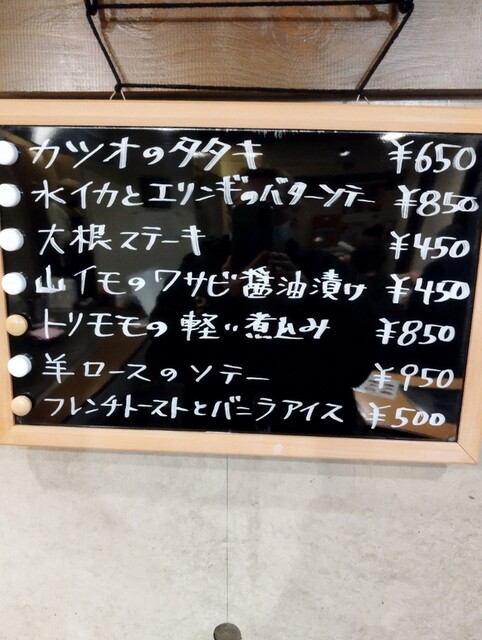 カツオのタタキ ¥650
水イカとエリンギのバターソテー ¥850
大根ステーキ ¥450
山イモのワサビ醤油漬け ¥450
トリモモの軽い煮込み ¥850
羊ロースのソテー ¥950
フレンチトーストとバニラアイス ¥500